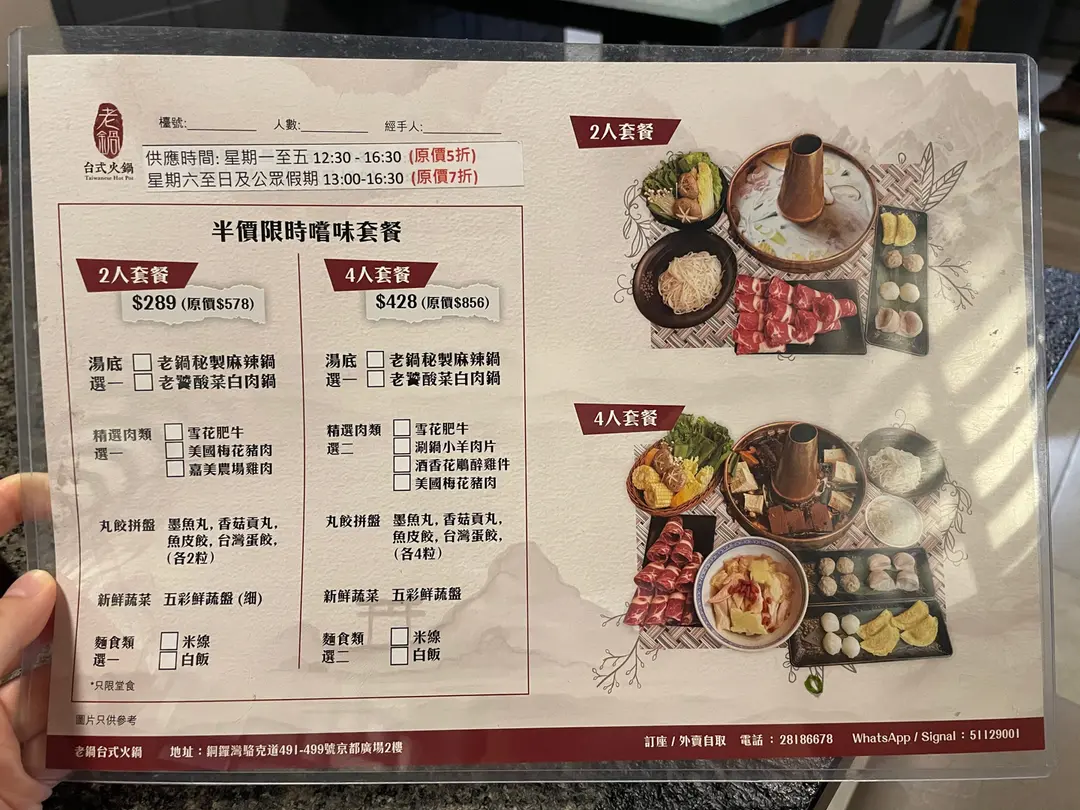 老鍋
台式火鍋
Taiwanese Hot Pot
檯號:________ 人數:________ 經手人:________
供應時間: 星期一至五 12:30 - 16:30 (原價5折)
星期六至日及公眾假期 13:00-16:30 (原價7折)
半價限時嚐味套餐
2人套餐
$289 (原價$578)
湯底 □ 老鍋秘製麻辣鍋
選一 □ 老饕酸菜白肉鍋
精選肉類 □ 雪花肥牛
選一 □ 美國梅花豬肉
□ 嘉美農場雞肉
丸餃拼盤 墨魚丸, 香菇貢丸,
魚皮餃, 台灣蛋餃,
(各2粒)
新鮮蔬菜 五彩鮮蔬盤 (細)
麵食類 □ 米線
選一 □ 白飯
*只限堂食
4人套餐
$428 (原價$856)
湯底 □ 老鍋秘製麻辣鍋
選一 □ 老饕酸菜白肉鍋
精選肉類 □ 雪花肥牛
選二 □ 涮鍋小羊肉片
□ 酒香花鵰醉雞件
□ 美國梅花豬肉
丸餃拼盤 墨魚丸, 香菇貢丸,
魚皮餃, 台灣蛋餃,
(各4粒)
新鮮蔬菜 五彩鮮蔬盤
麵食類 □ 米線
選二 □ 白飯
2人套餐
4人套餐
圖片只供參考
老鍋台式火鍋 地址：銅鑼灣駱克道491-499號京都廣場2樓
訂座 / 外賣自取 電話：28186678 WhatsApp / Signal：51129001